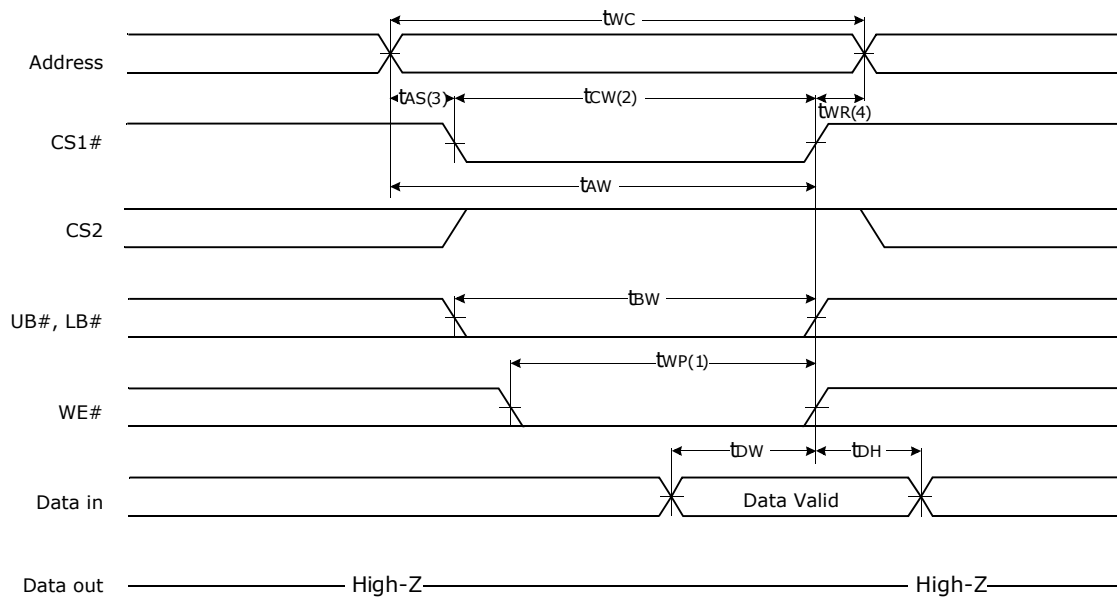 tWC
Address
tAS(3) tCW(2) tWR(4)
CS1#
tAW
CS2
tBW
UB#, LB#
tWP(1)
WE#
tDW tDH
Data in Data Valid
Data out High-Z High-Z